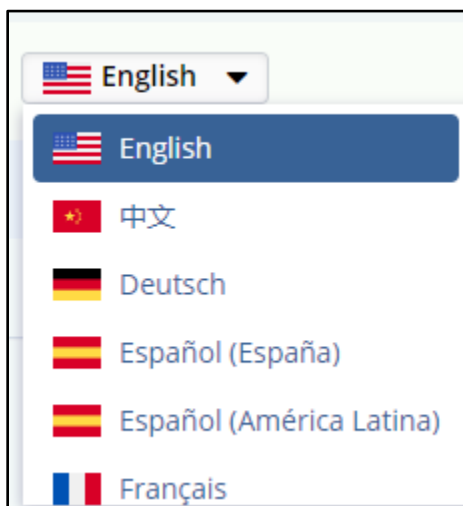 English
English
中文
Deutsch
Español (España)
Español (América Latina)
Français